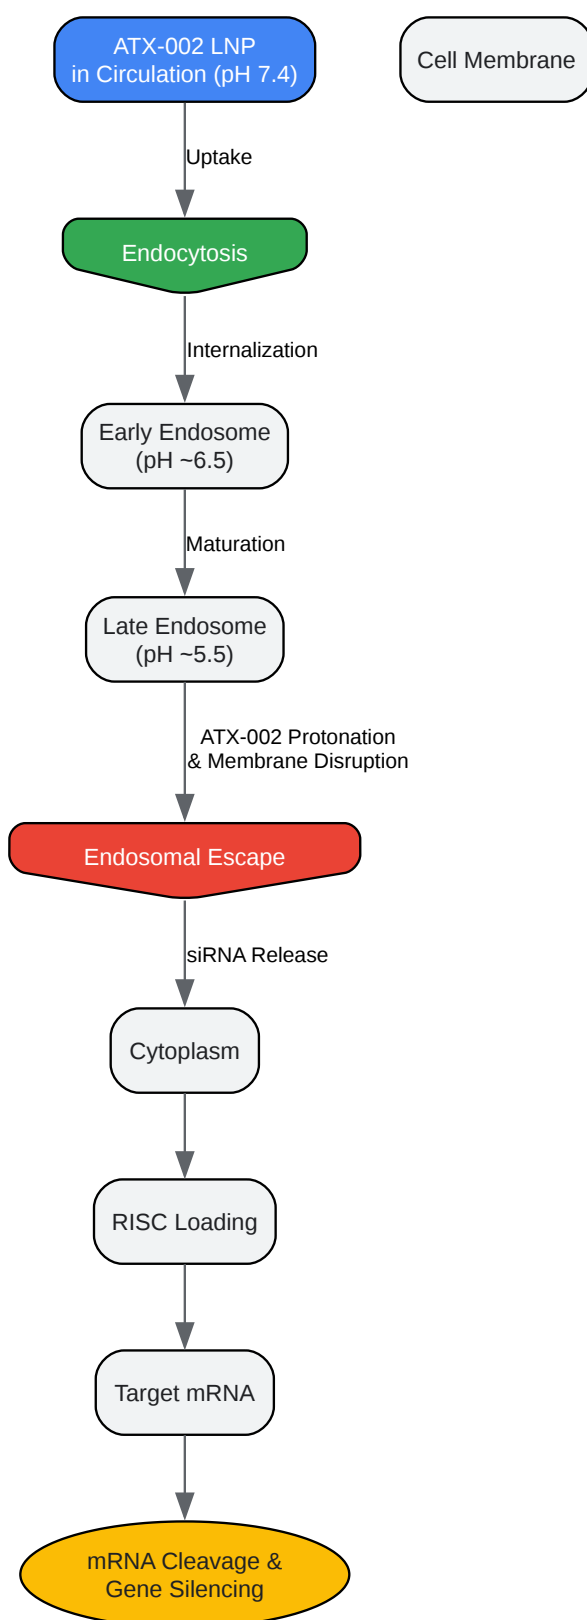 ATX-002 LNP
in Circulation (pH 7.4)
Cell Membrane
Uptake
Endocytosis
Internalization
Early Endosome
(pH ~6.5)
Maturation
Late Endosome
(pH ~5.5)
ATX-002 Protonation
& Membrane Disruption
Endosomal Escape
siRNA Release
Cytoplasm
RISC Loading
Target mRNA
mRNA Cleavage &
Gene Silencing